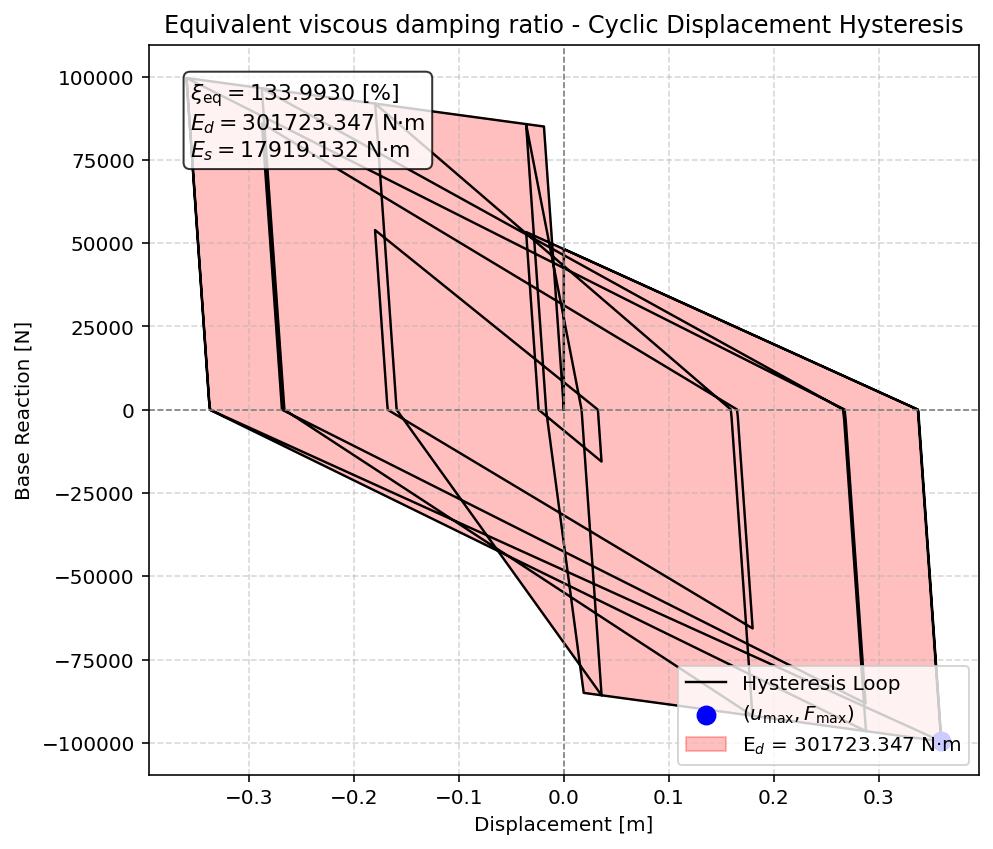 Equivalent viscous damping ratio - Cyclic Displacement Hysteresis
ξeq = 133.9930 [%]
Ed = 301723.347 N·m
Es = 17919.132 N·m
Base Reaction [N]
100000
75000
50000
25000
0
−25000
−50000
−75000
−100000
Hysteresis Loop
(umax, Fmax)
Ed = 301723.347 N·m
−0.3 −0.2 −0.1 0.0 0.1 0.2 0.3
Displacement [m]